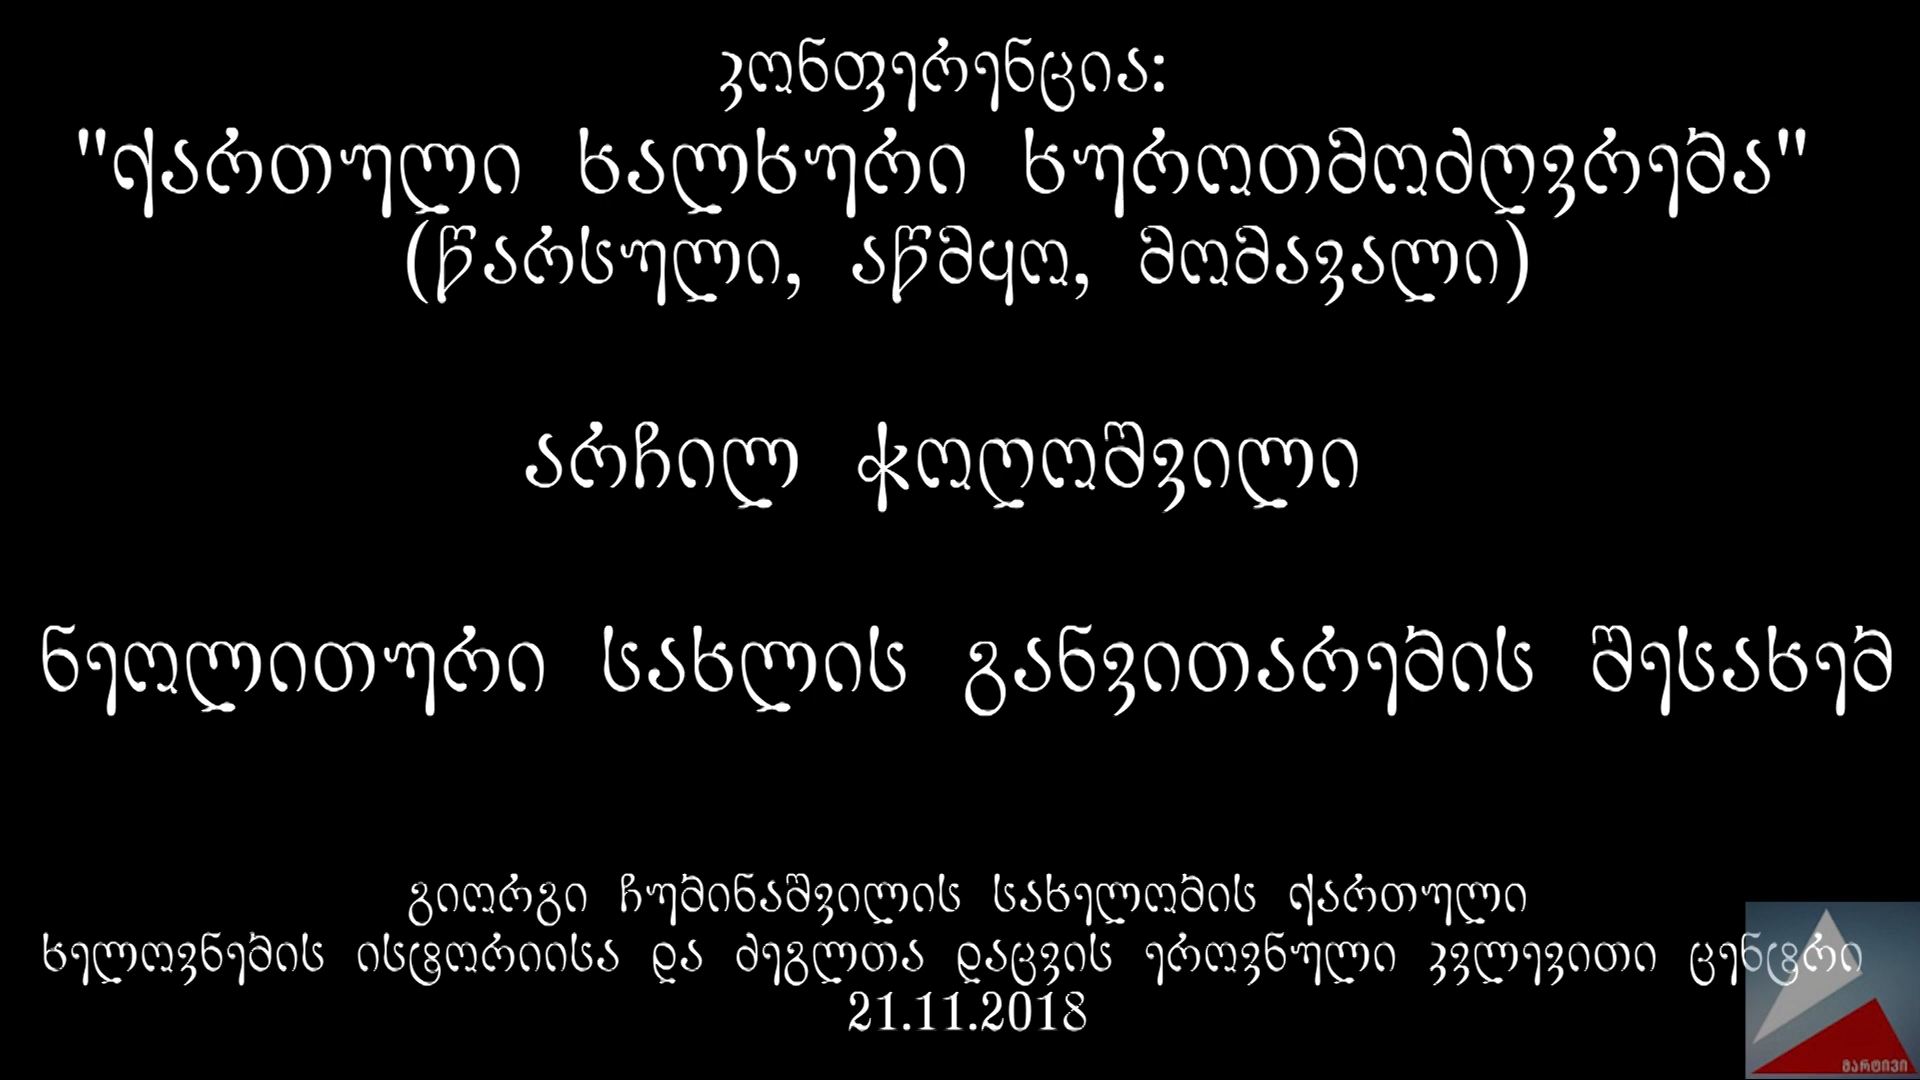 კონფერენცია:
"ქართული ხალხური ხუროთმოძღვრება"
(წარსული, აწმყო, მომავალი)
არჩილ ჭოღოშვილი
ნეოლითური სახლის განვითარების შესახებ
გიორგი ჩუბინაშვილის სახელობის ქართული
ხელოვნების ისტორიისა და ძეგლთა დაცვის ეროვნული კვლევითი ცენტრი
21.11.2018
მარტივი